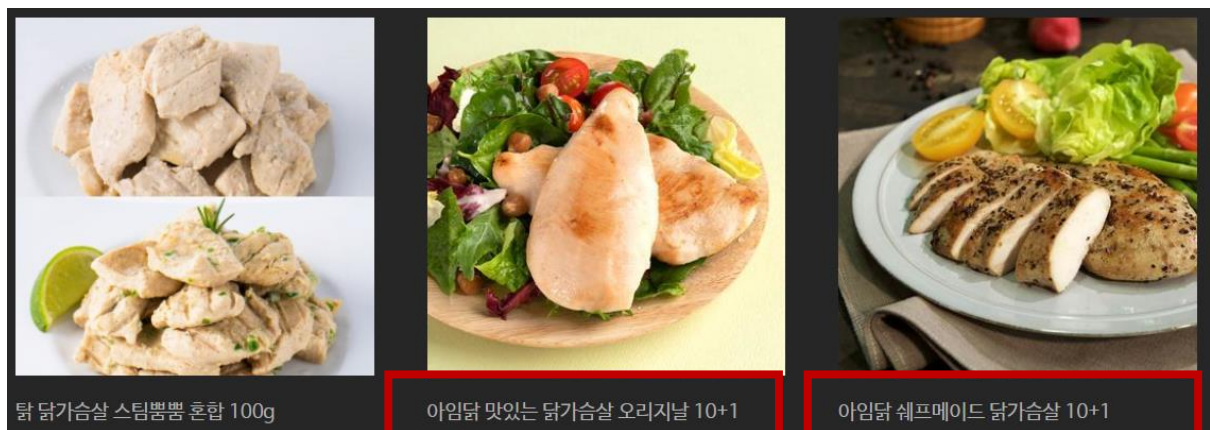 탉 닭가슴살 스팀뿜뿜 혼합 100g
아임닭 맛있는 닭가슴살 오리지날 10+1
아임닭 쉐프메이드 닭가슴살 10+1